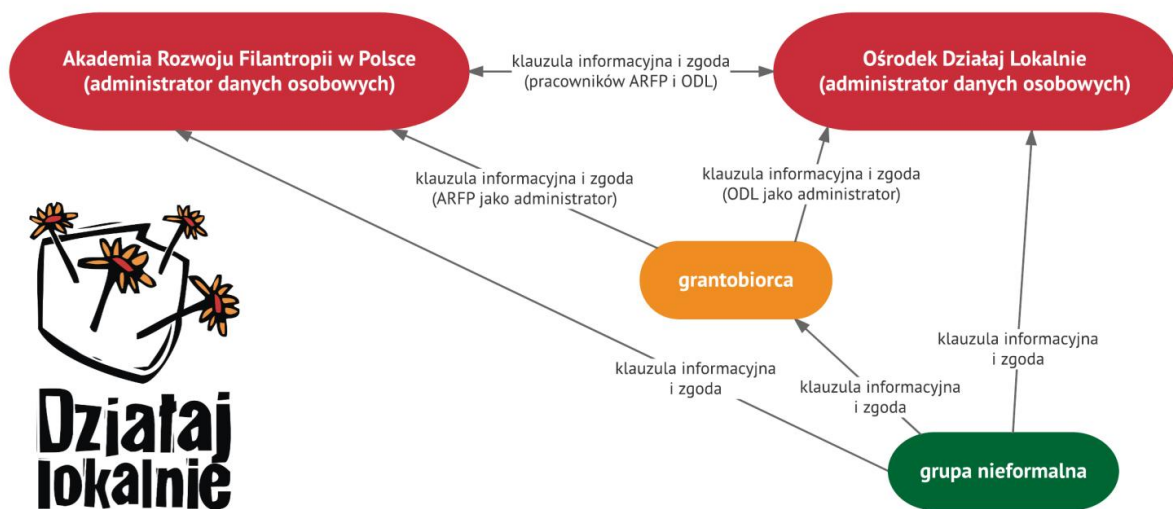 Akademia Rozwoju Filantropii w Polsce
(administrator danych osobowych)
klauzula informacyjna i zgoda
(pracowników ARFP i ODL)
Ośrodek Działaj Lokalnie
(administrator danych osobowych)
klauzula informacyjna i zgoda
(ARFP jako administrator)
klauzula informacyjna i zgoda
(ODL jako administrator)
grantobiorca
klauzula informacyjna
i zgoda
klauzula informacyjna
i zgoda
klauzula informacyjna
i zgoda
grupa nieformalna
Działaj
lokalnie